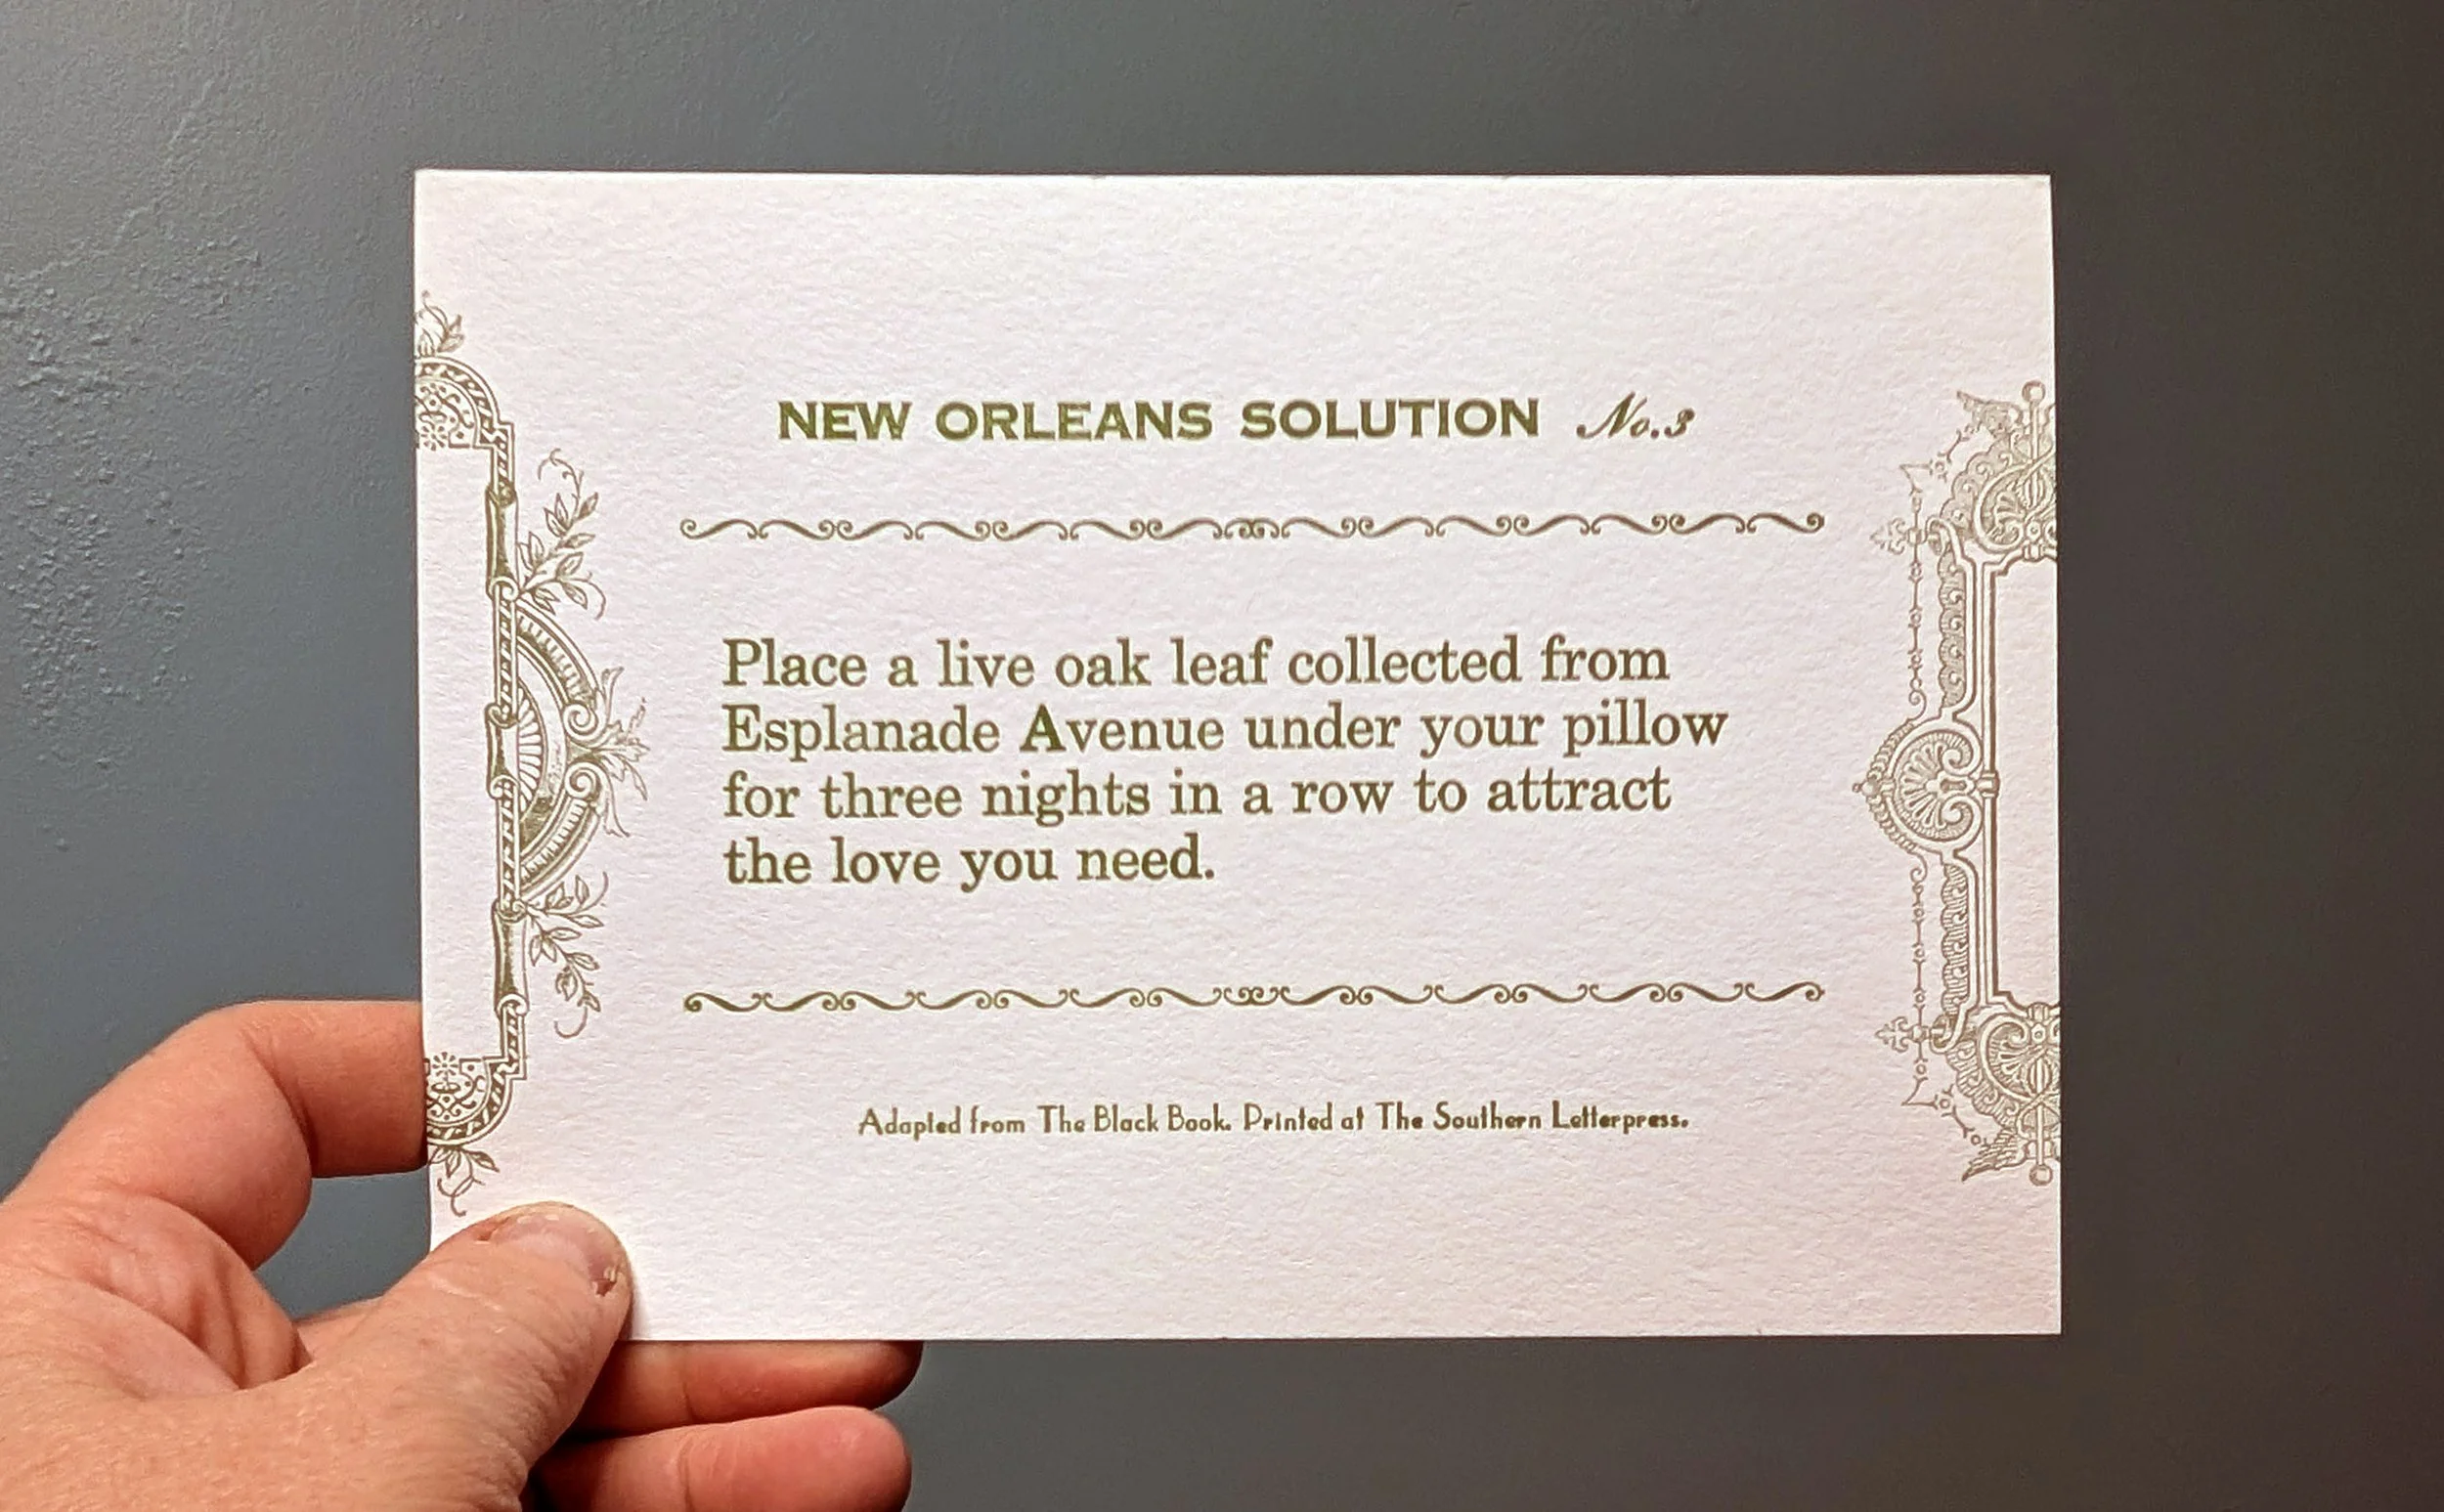 NEW ORLEANS SOLUTION No.3
Place a live oak leaf collected from
Esplanade Avenue under your pillow
for three nights in a row to attract
the love you need.
Adapted from The Black Book. Printed at The Southern Letterpress.